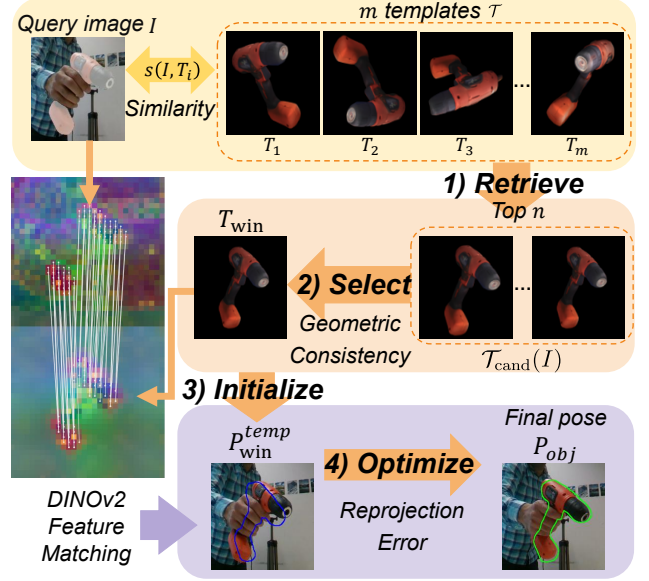 Query image I
m templates 𝒯
s(I, T_i)
Similarity
T_1 T_2 T_3 ... T_m
1) Retrieve
Top n
T_win
2) Select
Geometric
Consistency
...
𝒯_cand(I)
3) Initialize
P_win^temp
4) Optimize
Reprojection
Error
Final pose
P_obj
DINOv2
Feature
Matching